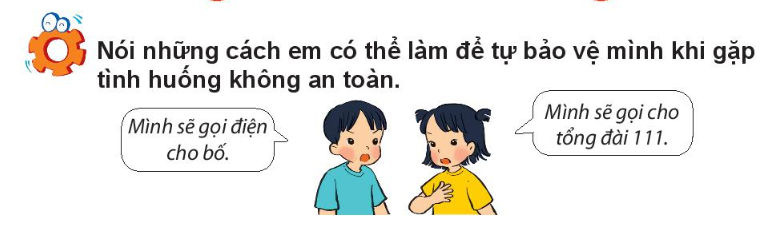 Nói những cách em có thể làm để tự bảo vệ mình khi gặp
tình huống không an toàn.
Mình sẽ gọi điện
cho bố.
Mình sẽ gọi cho
tổng đài 111.